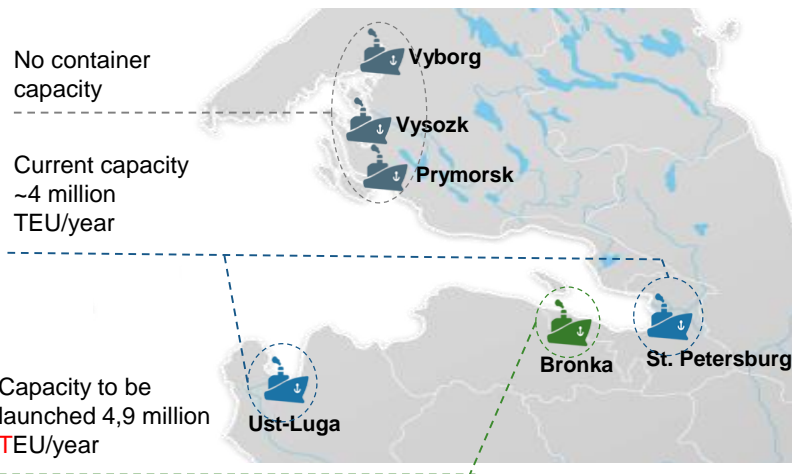 No container
capacity
Vyborg
Vysozk
Prymorsk
Current capacity
~4 million
TEU/year
Bronka
St. Petersburg
Ust-Luga
Capacity to be
launched 4,9 million
TEU/year